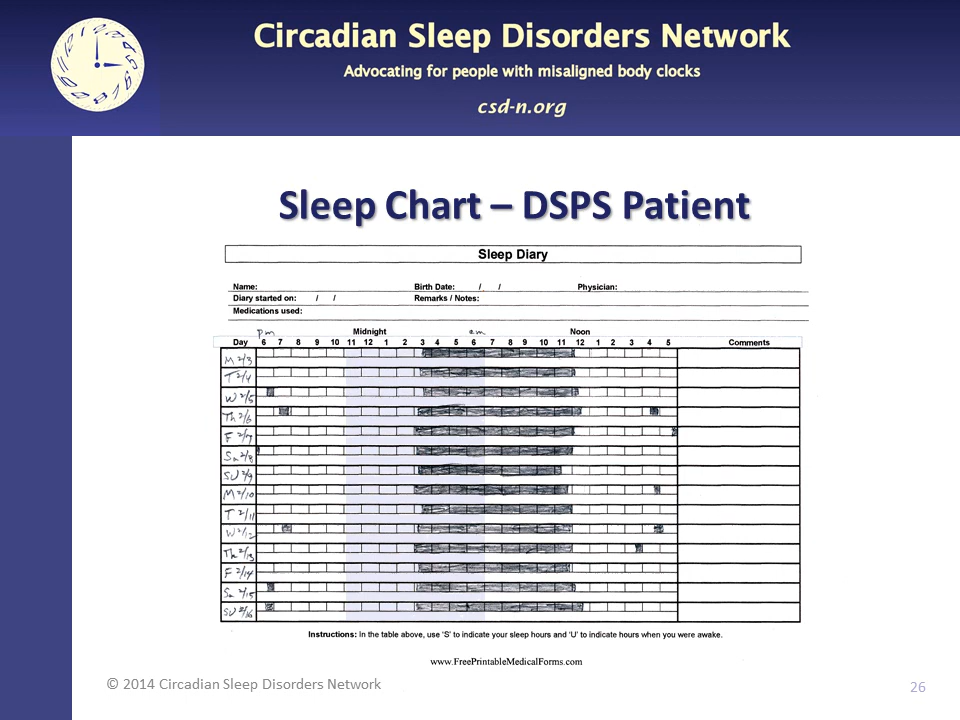 Circadian Sleep Disorders Network
Advocating for people with misaligned body clocks
csd-n.org
Sleep Chart – DSPS Patient
Sleep Diary
Name: Birth Date: / / Physician:
Diary started on: / / Remarks / Notes:
Medications used:
pm Midnight am Noon
Day 6 7 8 9 10 11 12 1 2 3 4 5 6 7 8 9 10 11 12 1 2 3 4 5 Comments
M 2/3
T 2/4
W 2/5
Th 2/6
F 2/7
Sa 2/8
SU 2/9
M 2/10
T 2/11
W 2/12
Th 2/13
F 2/14
Sa 2/15
SU 2/16
Instructions: In the table above, use 'S' to indicate your sleep hours and 'U' to indicate hours when you were awake.
www.FreePrintableMedicalForms.com
© 2014 Circadian Sleep Disorders Network
26